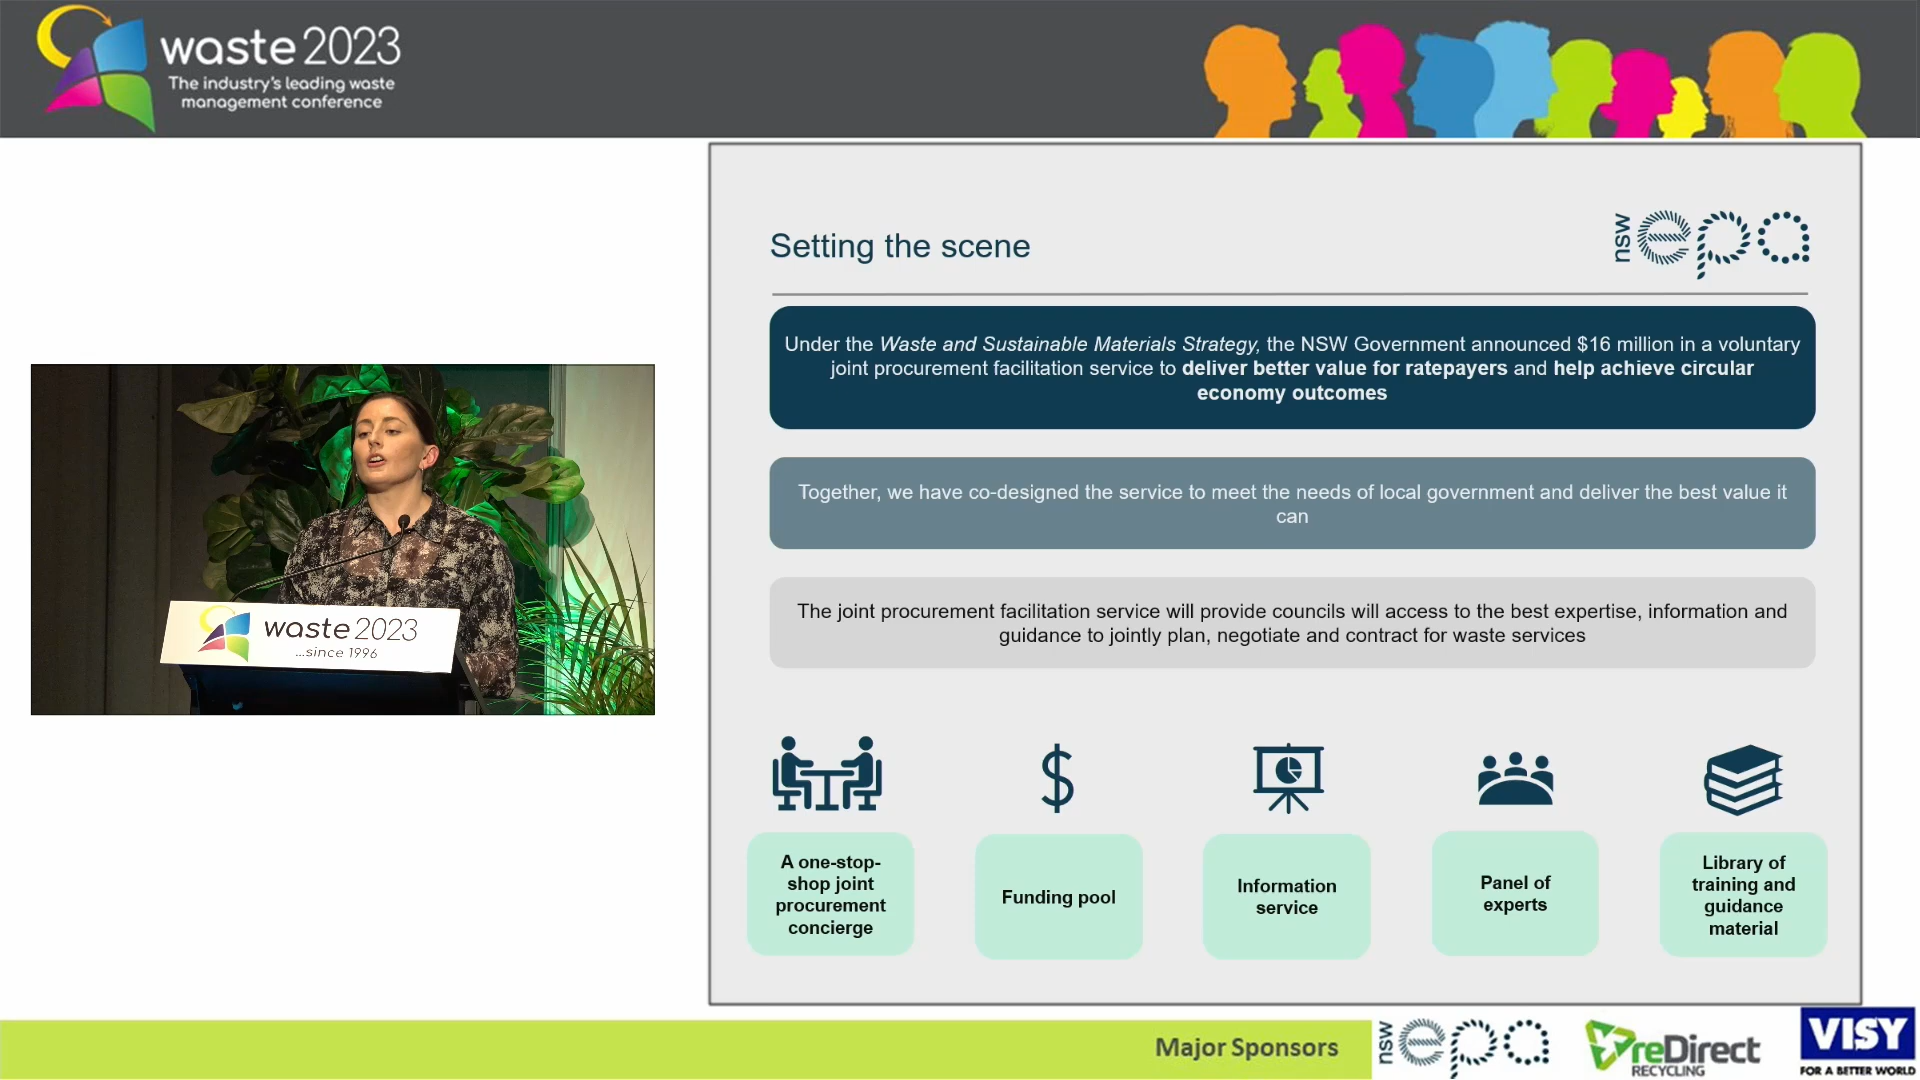 waste 2023
The industry's leading waste
management conference
Setting the scene
nsw epa
Under the Waste and Sustainable Materials Strategy, the NSW Government announced $16 million in a voluntary
joint procurement facilitation service to deliver better value for ratepayers and help achieve circular
economy outcomes
Together, we have co-designed the service to meet the needs of local government and deliver the best value it
can
The joint procurement facilitation service will provide councils will access to the best expertise, information and
guidance to jointly plan, negotiate and contract for waste services
waste 2023
...since 1996
$
A one-stop-
shop joint
procurement
concierge
Funding pool
Information
service
Panel of
experts
Library of
training and
guidance
material
Major Sponsors
nsw epa
reDirect
RECYCLING
VISY
FOR A BETTER WORLD